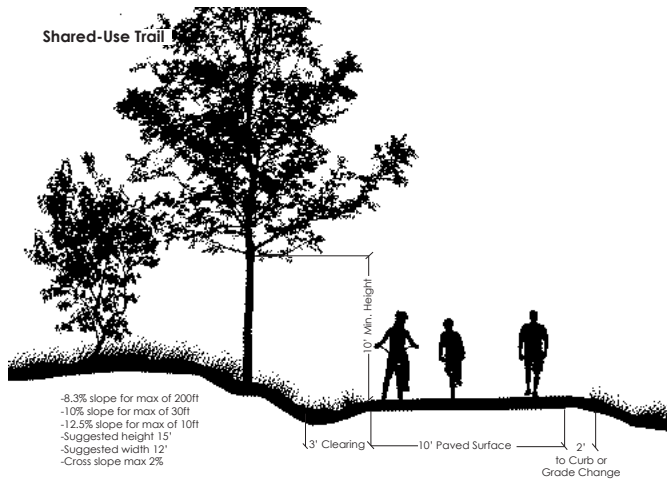 Shared-Use Trail
10' Min. Height
-8.3% slope for max of 200ft
-10% slope for max of 30ft
-12.5% slope for max of 10ft
-Suggested height 15'
-Suggested width 12'
-Cross slope max 2%
3' Clearing
10' Paved Surface
2'
to Curb or
Grade Change